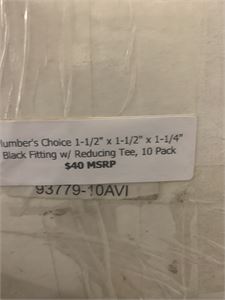 lumber's Choice 1-1/2" x 1-1/2" x 1-1/4"
Black Fitting w/ Reducing Tee, 10 Pack
$40 MSRP
93779-10AVI